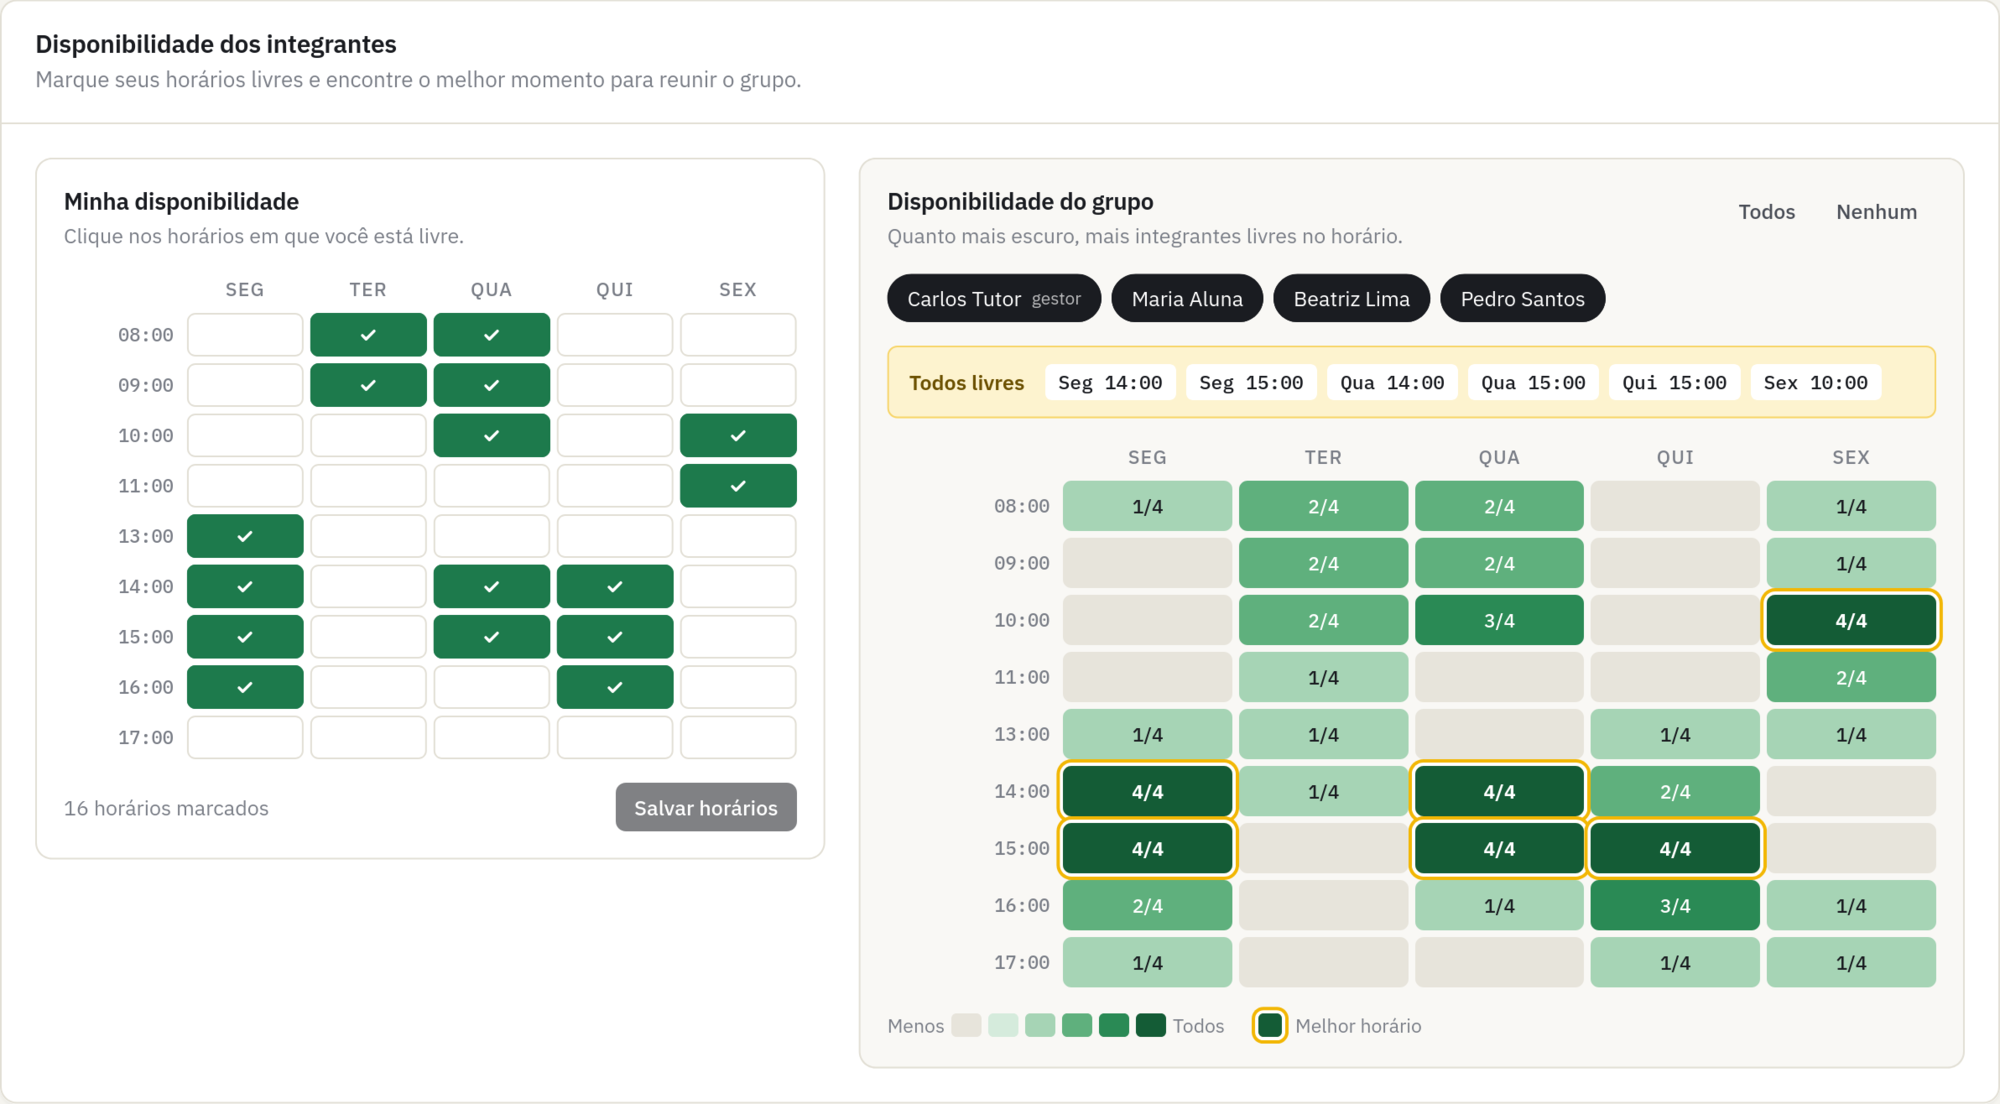 Disponibilidade dos integrantes
Marque seus horários livres e encontre o melhor momento para reunir o grupo.
Minha disponibilidade
Clique nos horários em que você está livre.
SEG TER QUA QUI SEX
08:00
09:00
10:00
11:00
13:00
14:00
15:00
16:00
17:00
16 horários marcados Salvar horários
Disponibilidade do grupo
Quanto mais escuro, mais integrantes livres no horário.
Todos Nenhum
Carlos Tutor gestor Maria Aluna Beatriz Lima Pedro Santos
Todos livres Seg 14:00 Seg 15:00 Qua 14:00 Qua 15:00 Qui 15:00 Sex 10:00
SEG TER QUA QUI SEX
08:00 1/4 2/4 2/4 1/4
09:00 2/4 2/4 1/4
10:00 2/4 3/4 4/4
11:00 1/4 2/4
13:00 1/4 1/4 1/4 1/4
14:00 4/4 1/4 4/4 2/4
15:00 4/4 4/4 4/4
16:00 2/4 1/4 3/4 1/4
17:00 1/4 1/4 1/4
Menos Todos Melhor horário